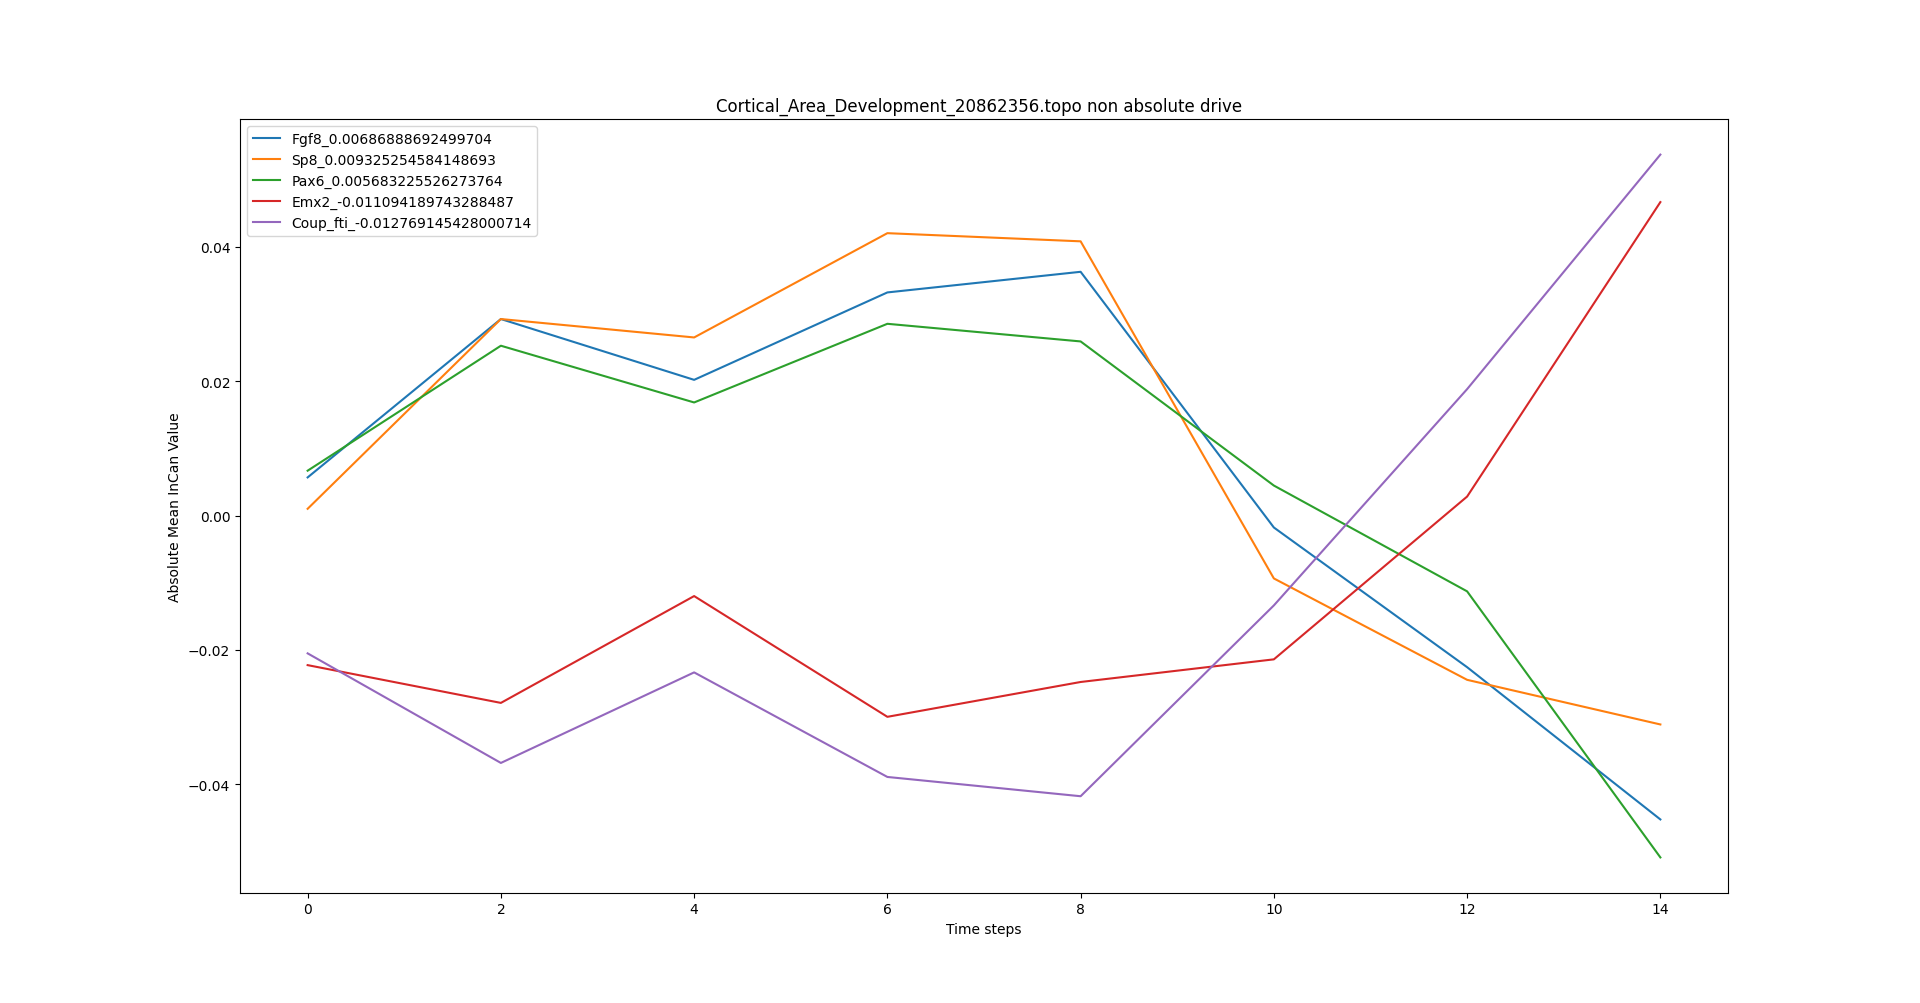 Cortical_Area_Development_20862356.topo non absolute drive
Fgf8_0.00686888692499704
Sp8_0.009325254584148693
Pax6_0.005683225526273764
Emx2_-0.011094189743288487
Coup_fti_-0.012769145428000714
Absolute Mean InCan Value
0.04
0.02
0.00
−0.02
−0.04
0 2 4 6 8 10 12 14
Time steps